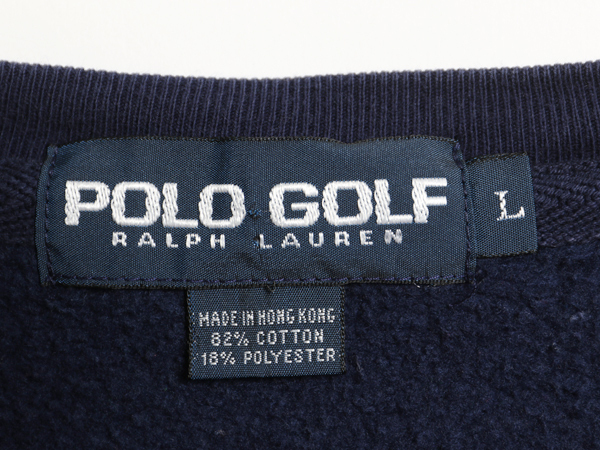 POLO GOLF
RALPH LAUREN
L
MADE IN HONG KONG
82% COTTON
18% POLYESTER